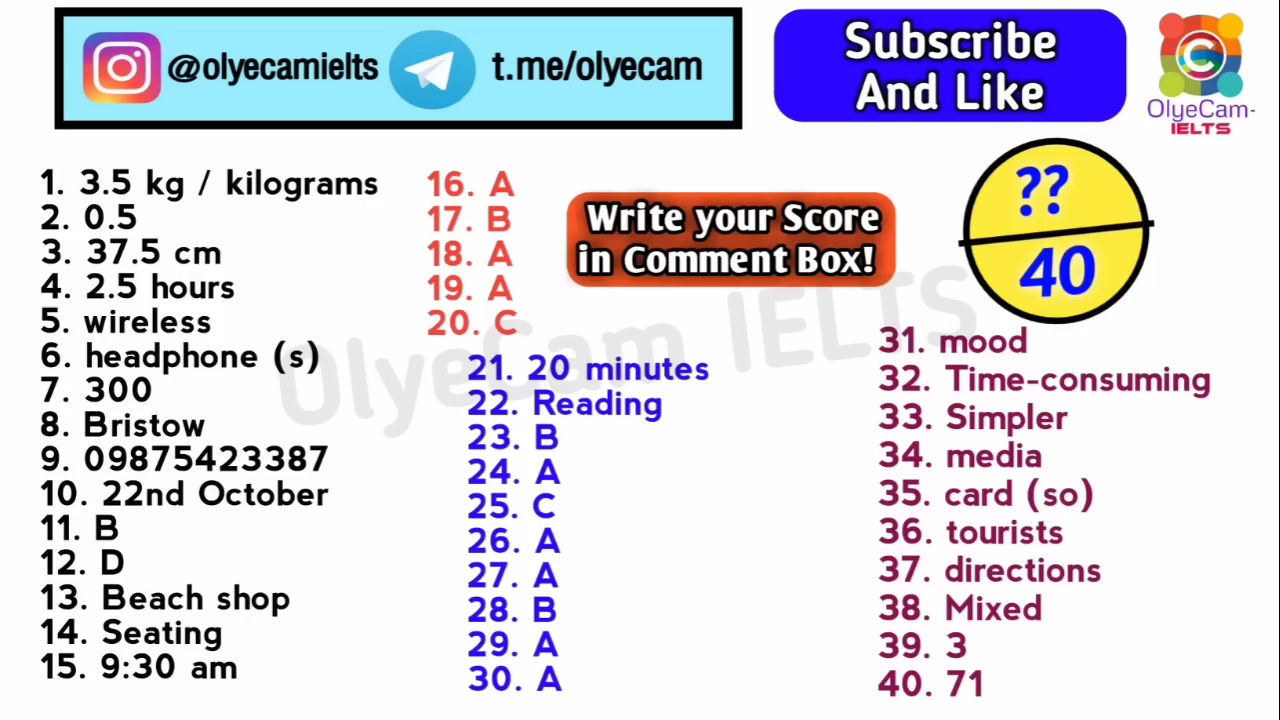 @olyecamielts
t.me/olyecam
Subscribe
And Like
OlyeCam-
IELTS
1. 3.5 kg / kilograms
2. 0.5
3. 37.5 cm
4. 2.5 hours
5. wireless
6. headphone (s)
7. 300
8. Bristow
9. 09875423387
10. 22nd October
11. B
12. D
13. Beach shop
14. Seating
15. 9:30 am
16. A
17. B
18. A
19. A
20. C
21. 20 minutes
22. Reading
23. B
24. A
25. C
26. A
27. A
28. B
29. A
30. A
Write your Score
in Comment Box!
??
40
31. mood
32. Time-consuming
33. Simpler
34. media
35. card (so)
36. tourists
37. directions
38. Mixed
39. 3
40. 71
OlyeCam IELTS